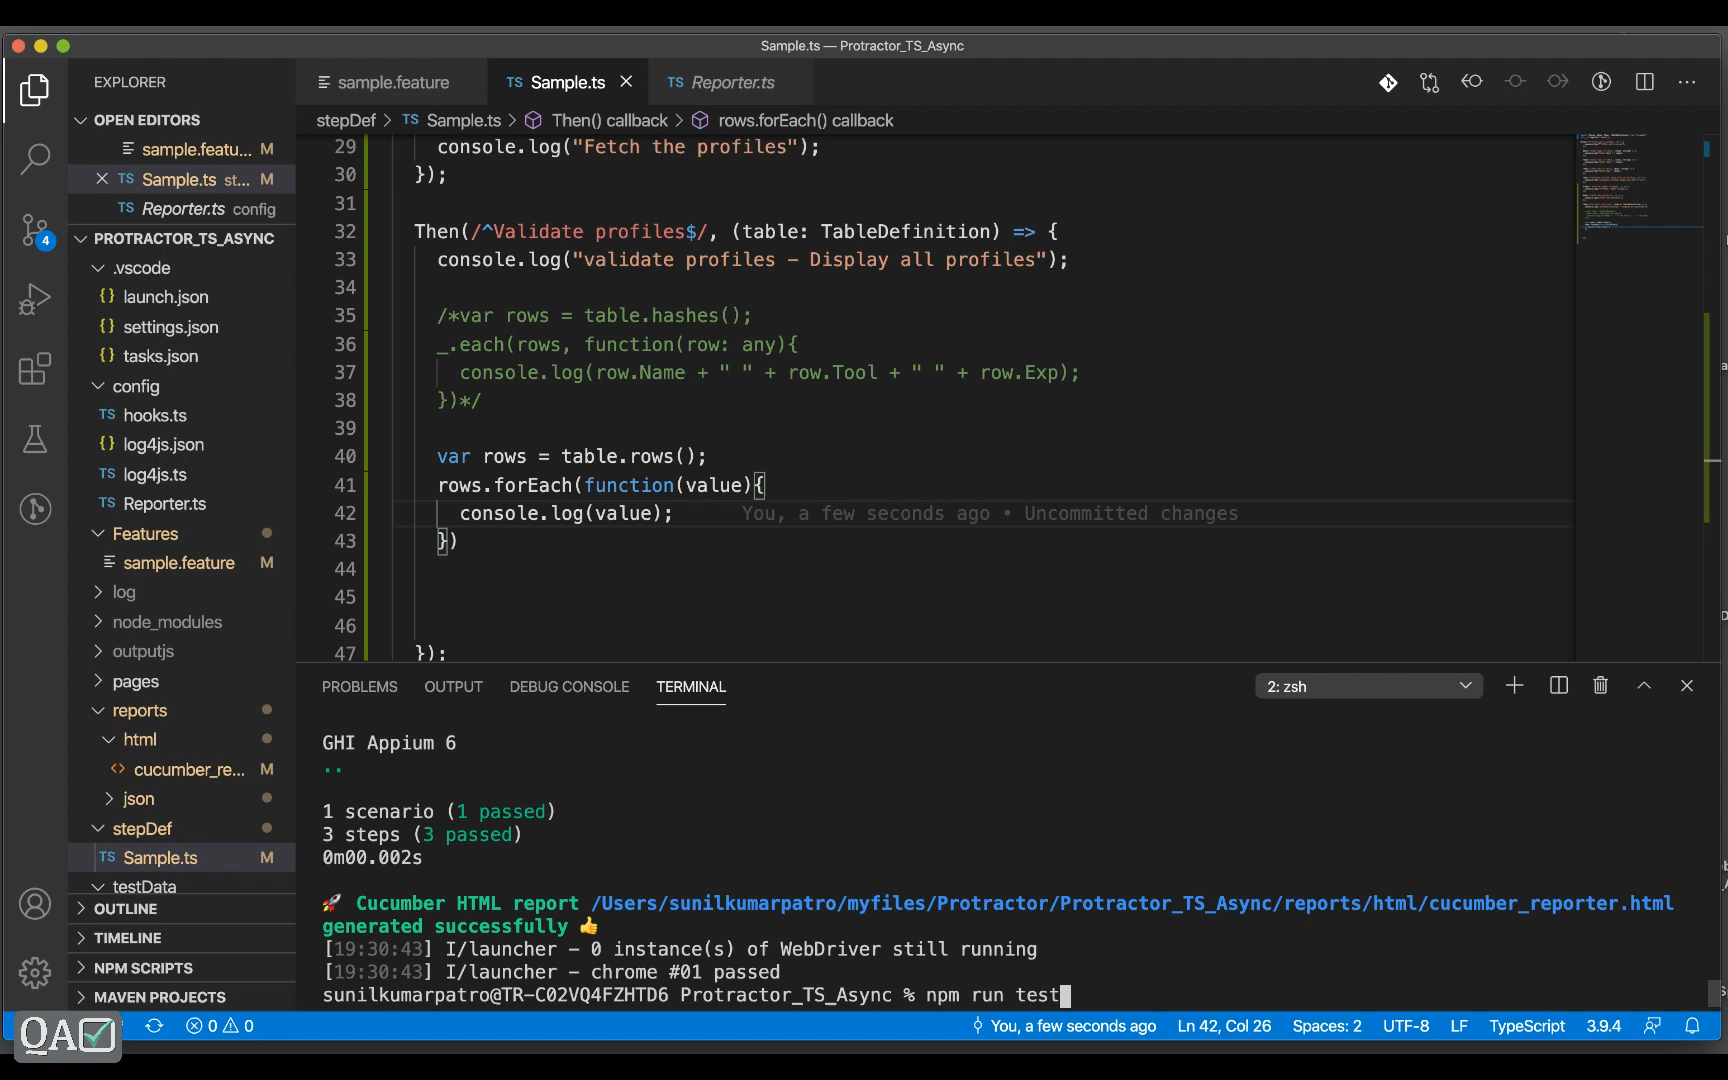 Sample.ts — Protractor_TS_Async
EXPLORER
sample.feature
TS Sample.ts
TS Reporter.ts
OPEN EDITORS
sample.featu... M
TS Sample.ts st... M
TS Reporter.ts config
stepDef > TS Sample.ts > Then() callback > rows.forEach() callback
PROTRACTOR_TS_ASYNC
.vscode
{} launch.json
{} settings.json
{} tasks.json
config
TS hooks.ts
{} log4js.json
TS log4js.ts
TS Reporter.ts
Features
sample.feature M
log
node_modules
outputjs
pages
reports
html
<> cucumber_re... M
json
stepDef
TS Sample.ts M
testData
OUTLINE
TIMELINE
NPM SCRIPTS
MAVEN PROJECTS
4
29 console.log("Fetch the profiles");
30 });
31
32 Then(/^Validate profiles$/, (table: TableDefinition) => {
33 console.log("validate profiles - Display all profiles");
34
35 /*var rows = table.hashes();
36 _.each(rows, function(row: any){
37 console.log(row.Name + " " + row.Tool + " " + row.Exp);
38 })*/
39
40 var rows = table.rows();
41 rows.forEach(function(value){
42 console.log(value); You, a few seconds ago • Uncommitted changes
43 })
44
45
46
47 });
PROBLEMS OUTPUT DEBUG CONSOLE TERMINAL 2: zsh
GHI Appium 6
..
1 scenario (1 passed)
3 steps (3 passed)
0m00.002s
🚀 Cucumber HTML report /Users/sunilkumarpatro/myfiles/Protractor/Protractor_TS_Async/reports/html/cucumber_reporter.html
generated successfully 👍
[19:30:43] I/launcher - 0 instance(s) of WebDriver still running
[19:30:43] I/launcher - chrome #01 passed
sunilkumarpatro@TR-C02VQ4FZHTD6 Protractor_TS_Async % npm run test
QA
0 0
You, a few seconds ago Ln 42, Col 26 Spaces: 2 UTF-8 LF TypeScript 3.9.4